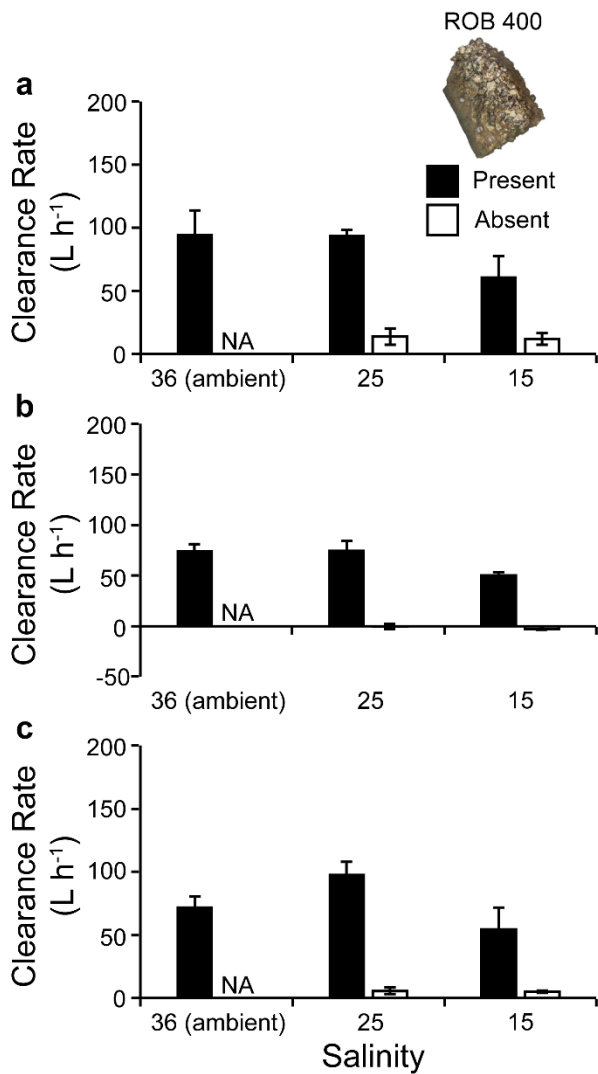 ROB 400
a
Clearance Rate
(L h⁻¹)
200
150
100
50
0
Present
Absent
NA
36 (ambient) 25 15
b
Clearance Rate
(L h⁻¹)
200
150
100
50
0
-50
NA
36 (ambient) 25 15
c
Clearance Rate
(L h⁻¹)
200
150
100
50
0
NA
36 (ambient) 25 15
Salinity